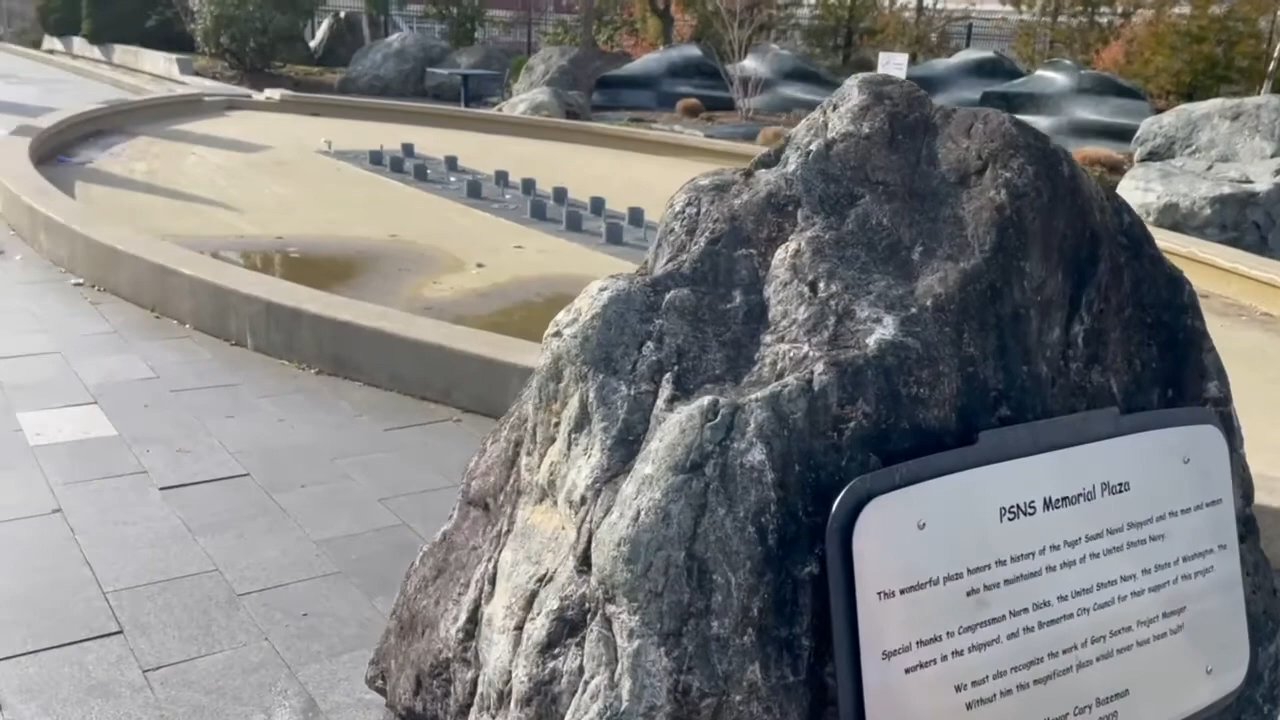 PSNS Memorial Plaza
This wonderful plaza honors the history of the Puget Sound Naval Shipyard and the men and women
who have maintained the ships of the United States Navy.
Special thanks to Congressman Norm Dicks, the United States Navy, the State of Washington, the
workers in the shipyard, and the Bremerton City Council for their support of this project.
We must also recognize the work of Gary Sexton, Project Manager
Without him this magnificent plaza would never have been built!
Mayor Cary Bozeman
2009